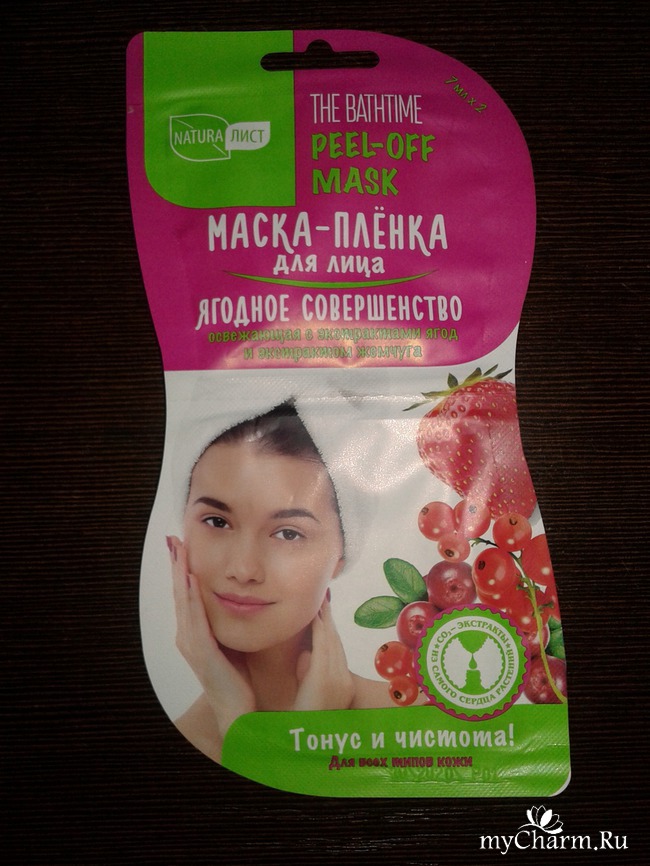 7 мл x 2
NATURA ЛИСТ
THE BATHTIME
PEEL-OFF
MASK
МАСКА-ПЛЁНКА
для лица
ЯГОДНОЕ СОВЕРШЕНСТВО
освежающая с экстрактами ягод
и экстрактом жемчуга
CO₂ – ЭКСТРАКТЫ
ИЗ САМОГО СЕРДЦА РАСТЕНИЙ
Тонус и чистота!
Для всех типов кожи
myCharm.Ru